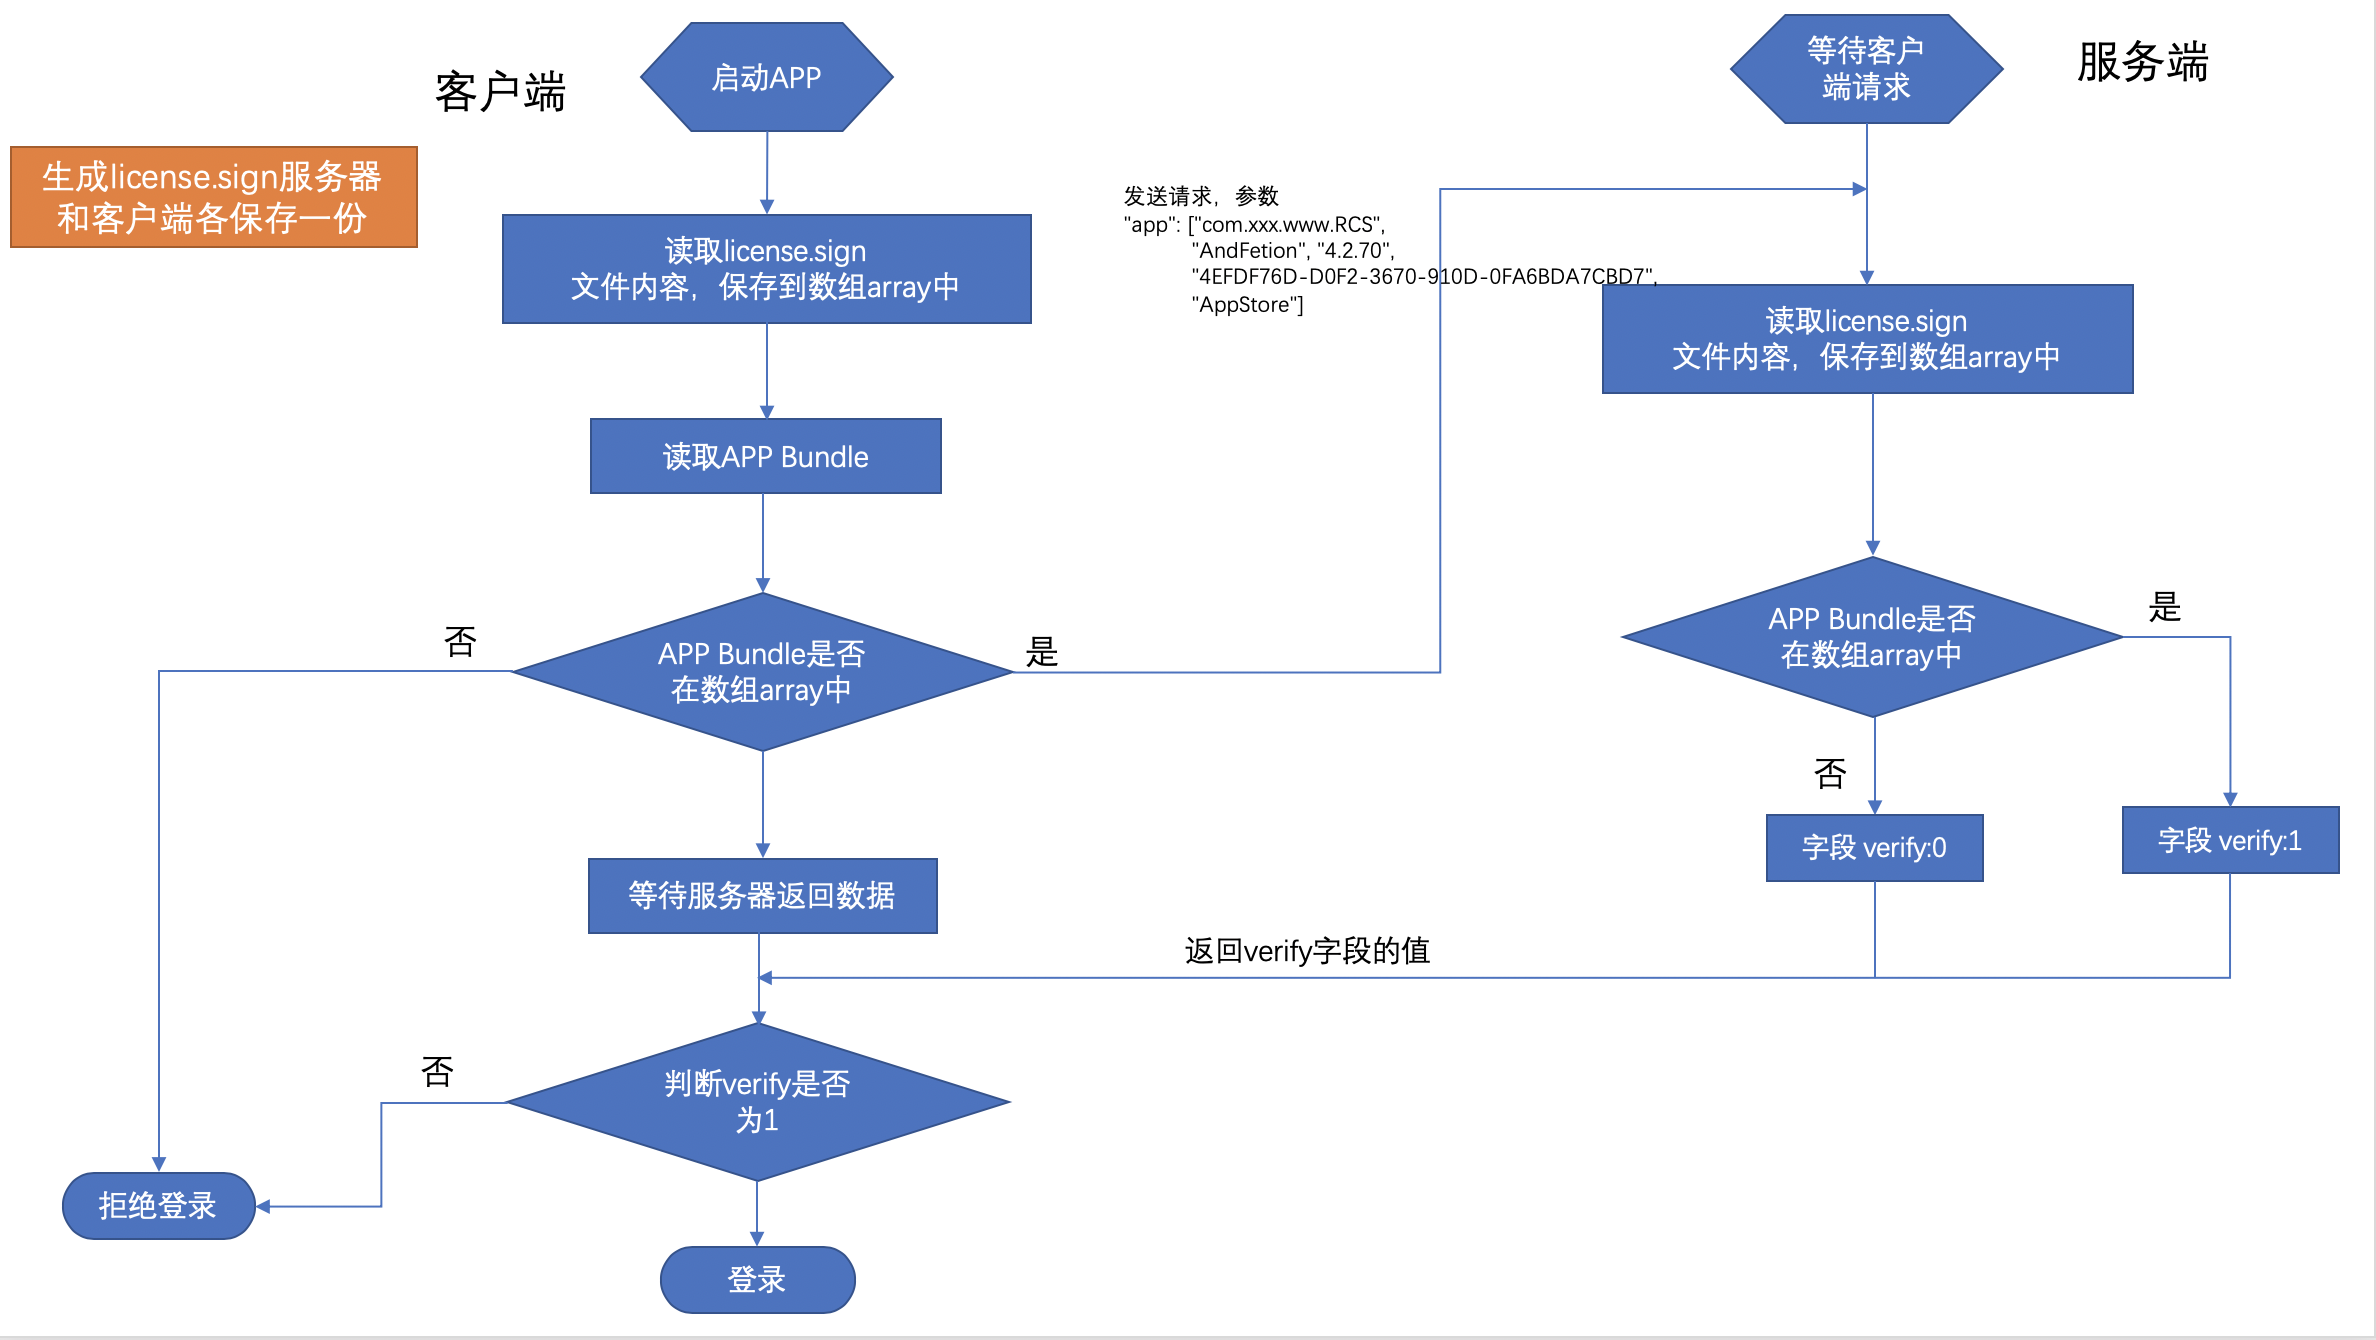 客户端
启动APP
等待客户
端请求
服务端
生成license.sign服务器
和客户端各保存一份
发送请求，参数
"app": ["com.xxx.www.RCS",
"AndFetion", "4.2.70",
"4EFDF76D-D0F2-3670-910D-0FA6BDA7CBD7",
"AppStore"]
读取license.sign
文件内容，保存到数组array中
读取license.sign
文件内容，保存到数组array中
读取APP Bundle
否
APP Bundle是否
在数组array中
是
APP Bundle是否
在数组array中
是
否
字段 verify:0
字段 verify:1
等待服务器返回数据
返回verify字段的值
否
判断verify是否
为1
拒绝登录
登录